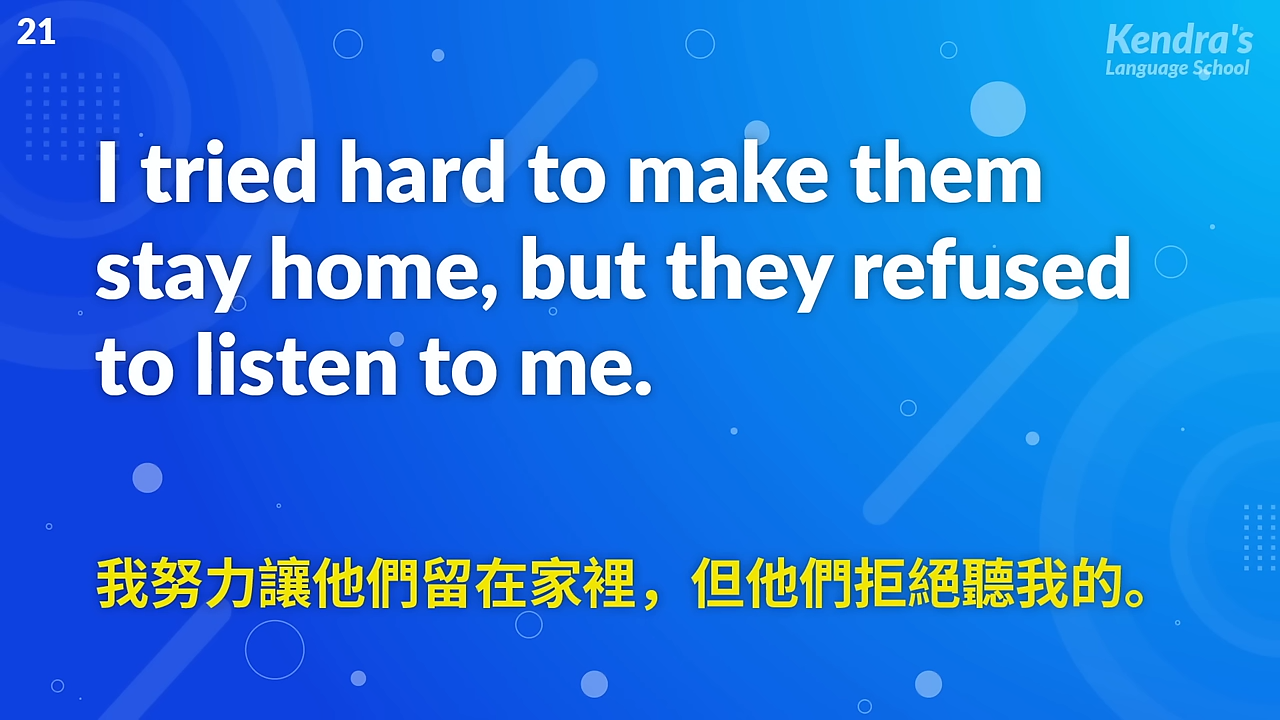 21
Kendra's
Language School
I tried hard to make them
stay home, but they refused
to listen to me.
我努力讓他們留在家裡，但他們拒絕聽我的。